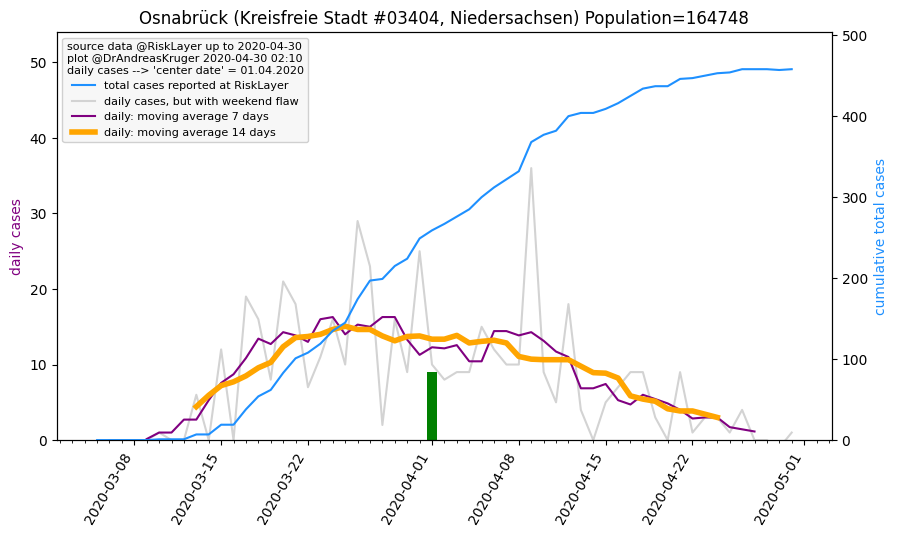 Osnabrück (Kreisfreie Stadt #03404, Niedersachsen) Population=164748
source data @RiskLayer up to 2020-04-30
plot @DrAndreasKruger 2020-04-30 02:10
daily cases --> 'center date' = 01.04.2020
total cases reported at RiskLayer
daily cases, but with weekend flaw
daily: moving average 7 days
daily: moving average 14 days
daily cases
50
40
30
20
10
0
cumulative total cases
500
400
300
200
100
0
2020-03-08
2020-03-15
2020-03-22
2020-04-01
2020-04-08
2020-04-15
2020-04-22
2020-05-01